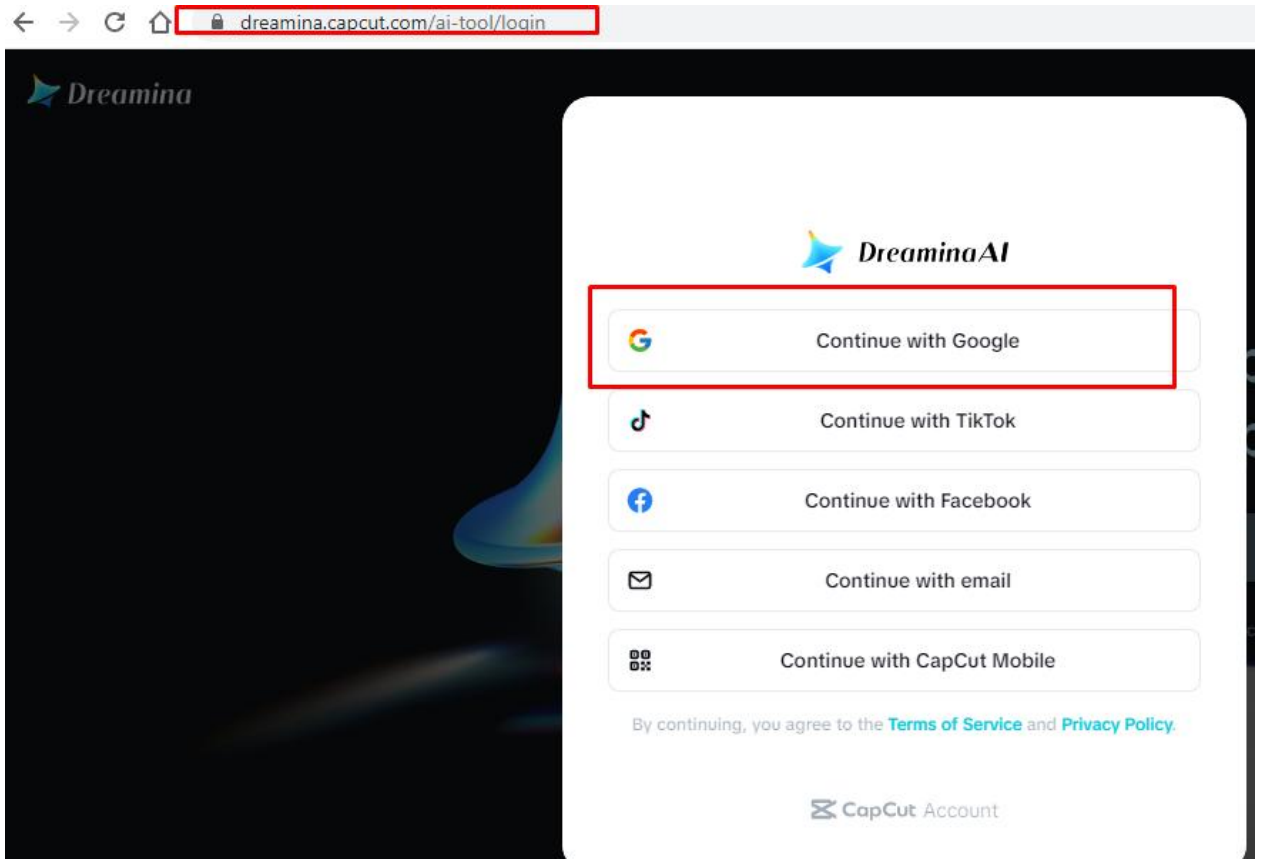 dreamina.capcut.com/ai-tool/login
Dreamina
DreaminaAI
Continue with Google
Continue with TikTok
Continue with Facebook
Continue with email
Continue with CapCut Mobile
By continuing, you agree to the Terms of Service and Privacy Policy.
CapCut Account